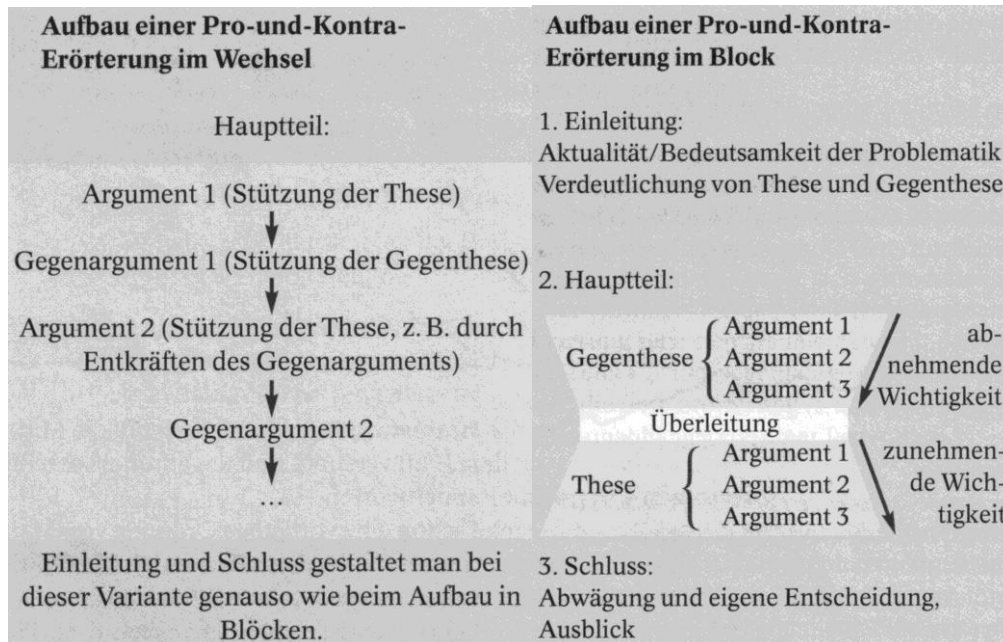 Aufbau einer Pro-und-Kontra-
Erörterung im Wechsel
Hauptteil:
Argument 1 (Stützung der These)
Gegenargument 1 (Stützung der Gegenthese)
Argument 2 (Stützung der These, z. B. durch
Entkräften des Gegenarguments)
Gegenargument 2
...
Einleitung und Schluss gestaltet man bei
dieser Variante genauso wie beim Aufbau in
Blöcken.
Aufbau einer Pro-und-Kontra-
Erörterung im Block
1. Einleitung:
Aktualität/Bedeutsamkeit der Problematik
Verdeutlichung von These und Gegenthese
2. Hauptteil:
Gegenthese
Argument 1
Argument 2
Argument 3
ab-
nehmende
Wichtigkeit
Überleitung
These
Argument 1
Argument 2
Argument 3
zunehmen-
de Wich-
tigkeit
3. Schluss:
Abwägung und eigene Entscheidung,
Ausblick